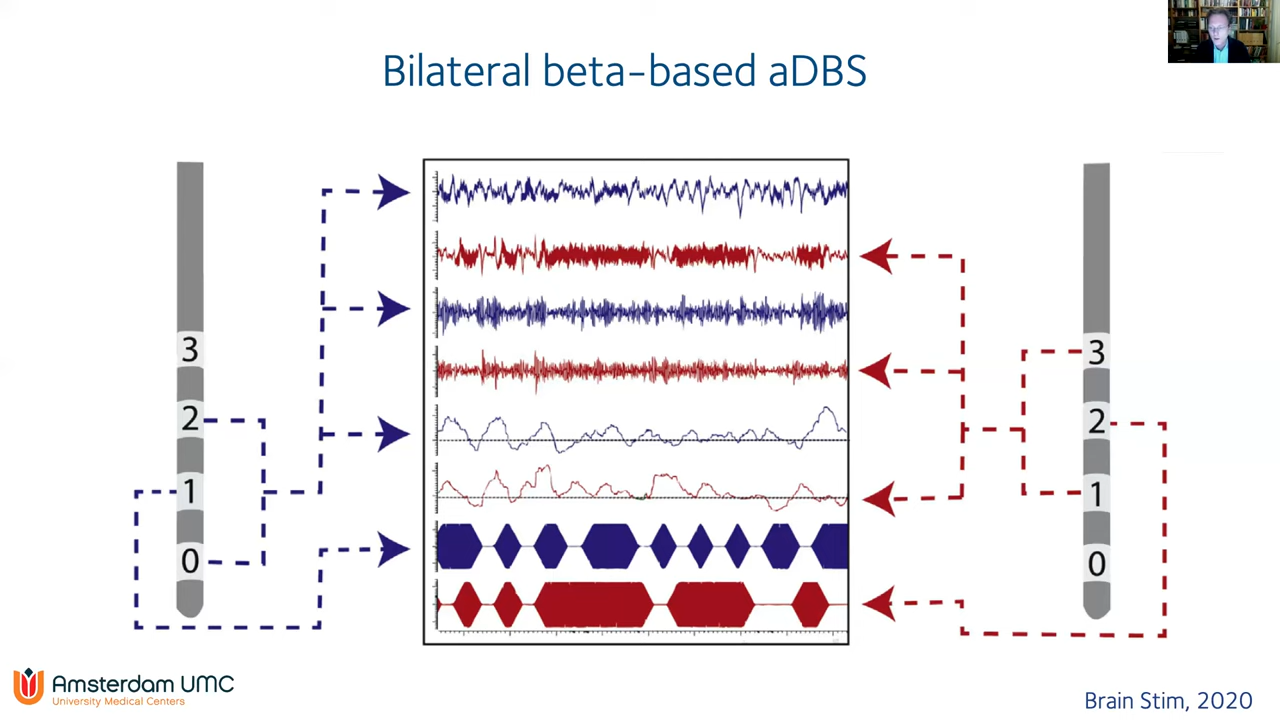 Bilateral beta-based aDBS
3
2
1
0
3
2
1
0
Amsterdam UMC
University Medical Centers
Brain Stim, 2020